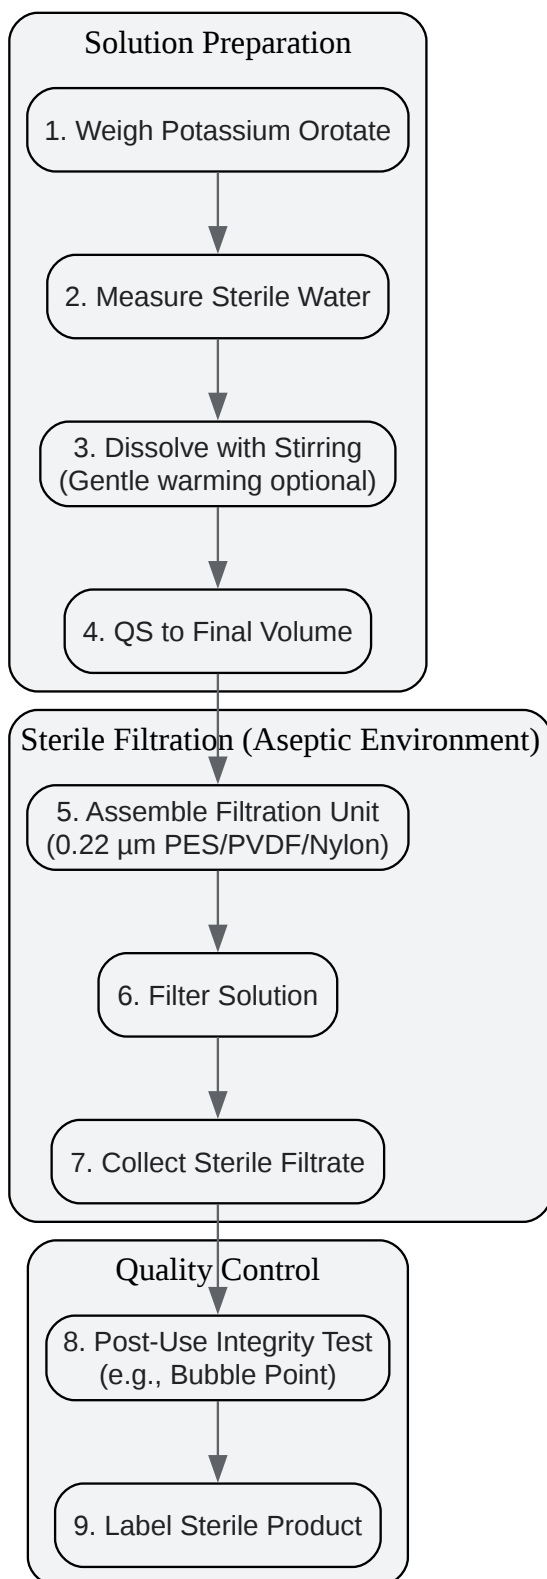 Solution Preparation
1. Weigh Potassium Orotate
2. Measure Sterile Water
3. Dissolve with Stirring
(Gentle warming optional)
4. QS to Final Volume
Sterile Filtration (Aseptic Environment)
5. Assemble Filtration Unit
(0.22 µm PES/PVDF/Nylon)
6. Filter Solution
7. Collect Sterile Filtrate
Quality Control
8. Post-Use Integrity Test
(e.g., Bubble Point)
9. Label Sterile Product